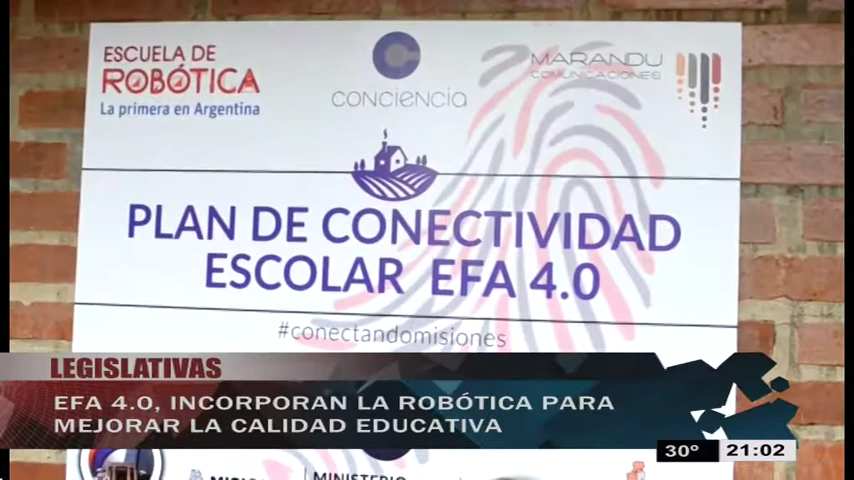 ESCUELA DE
ROBÓTICA
La primera en Argentina
CONCIENCIA
MARANDU
COMUNICACIONES
PLAN DE CONECTIVIDAD
ESCOLAR EFA 4.0
#conectandomisiones
LEGISLATIVAS
EFA 4.0, INCORPORAN LA ROBÓTICA PARA
MEJORAR LA CALIDAD EDUCATIVA
30º 21:02
MINISTERIO